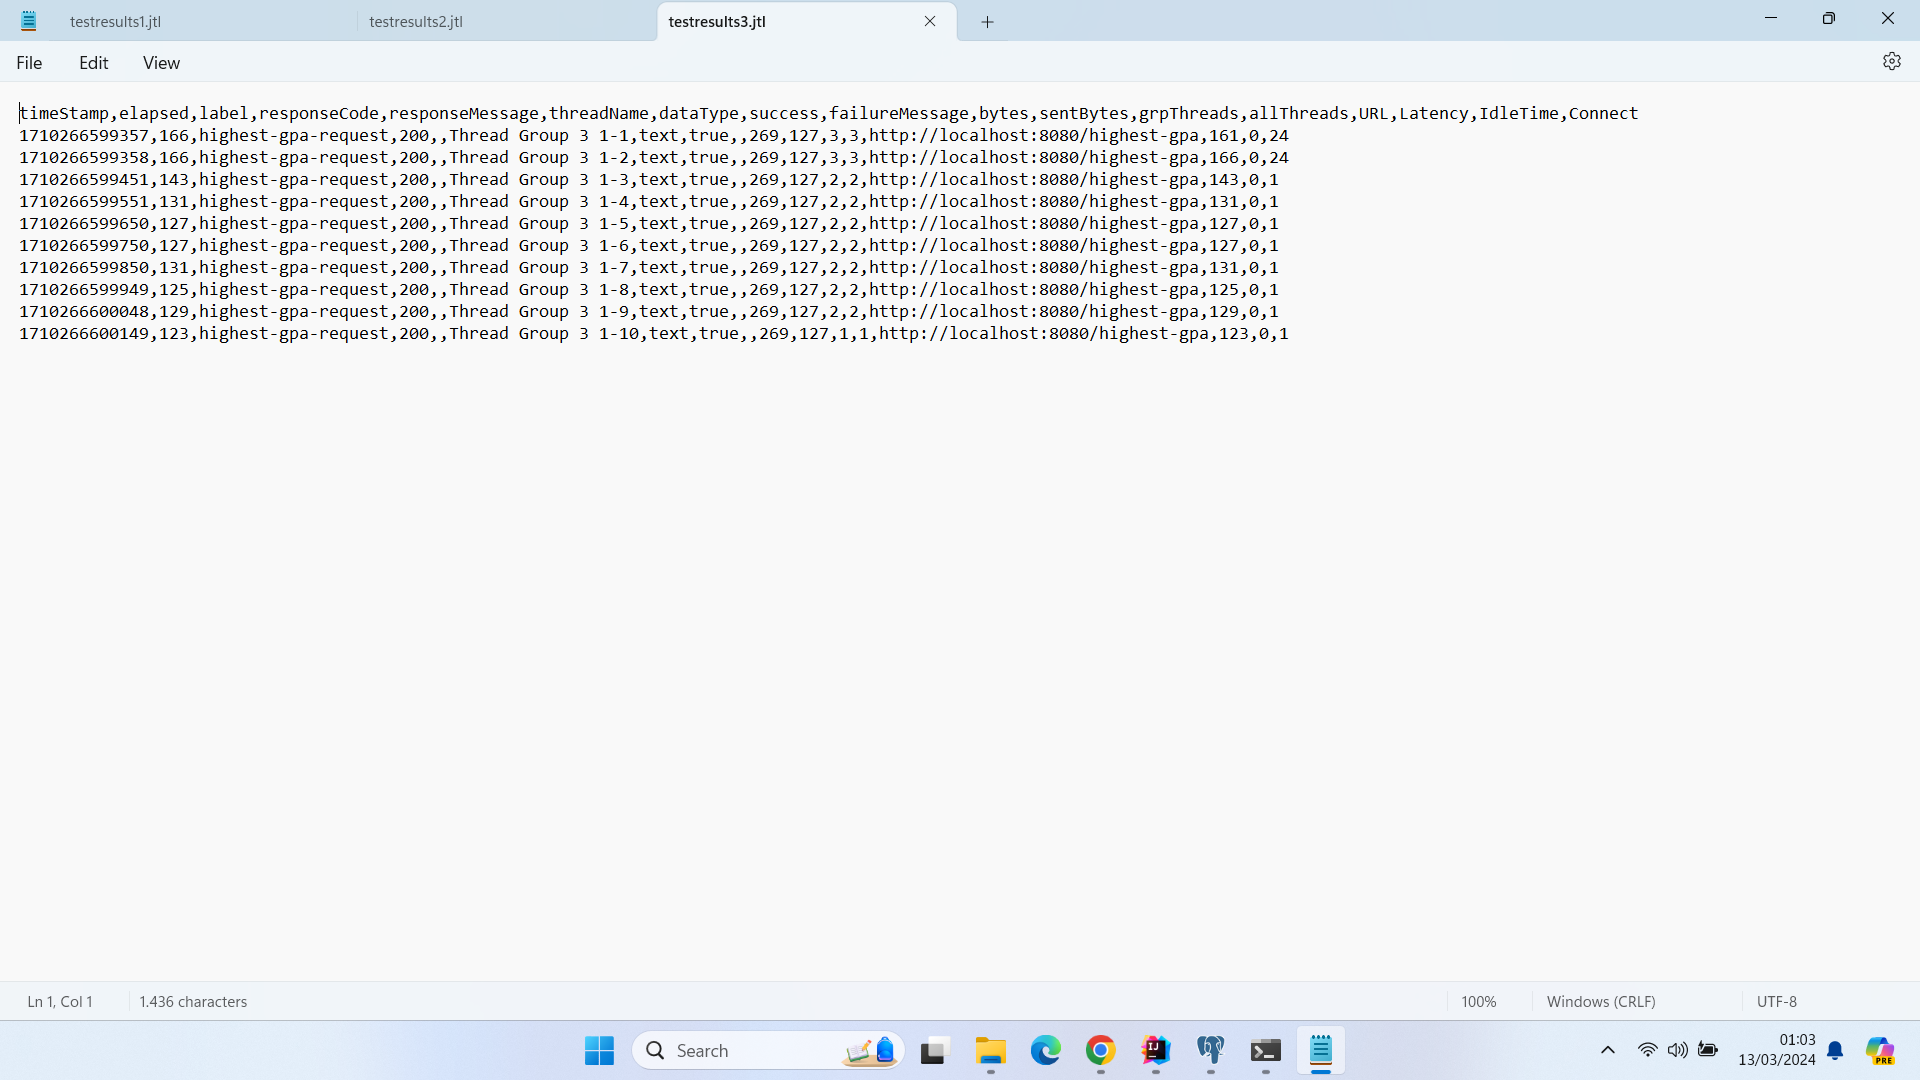 testresults1.jtl testresults2.jtl testresults3.jtl
File Edit View
timeStamp,elapsed,label,responseCode,responseMessage,threadName,dataType,success,failureMessage,bytes,sentBytes,grpThreads,allThreads,URL,Latency,IdleTime,Connect
1710266599357,166,highest-gpa-request,200,,Thread Group 3 1-1,text,true,,269,127,3,3,http://localhost:8080/highest-gpa,161,0,24
1710266599358,166,highest-gpa-request,200,,Thread Group 3 1-2,text,true,,269,127,3,3,http://localhost:8080/highest-gpa,166,0,24
1710266599451,143,highest-gpa-request,200,,Thread Group 3 1-3,text,true,,269,127,2,2,http://localhost:8080/highest-gpa,143,0,1
1710266599551,131,highest-gpa-request,200,,Thread Group 3 1-4,text,true,,269,127,2,2,http://localhost:8080/highest-gpa,131,0,1
1710266599650,127,highest-gpa-request,200,,Thread Group 3 1-5,text,true,,269,127,2,2,http://localhost:8080/highest-gpa,127,0,1
1710266599750,127,highest-gpa-request,200,,Thread Group 3 1-6,text,true,,269,127,2,2,http://localhost:8080/highest-gpa,127,0,1
1710266599850,131,highest-gpa-request,200,,Thread Group 3 1-7,text,true,,269,127,2,2,http://localhost:8080/highest-gpa,131,0,1
1710266599949,125,highest-gpa-request,200,,Thread Group 3 1-8,text,true,,269,127,2,2,http://localhost:8080/highest-gpa,125,0,1
1710266600048,129,highest-gpa-request,200,,Thread Group 3 1-9,text,true,,269,127,2,2,http://localhost:8080/highest-gpa,129,0,1
1710266600149,123,highest-gpa-request,200,,Thread Group 3 1-10,text,true,,269,127,1,1,http://localhost:8080/highest-gpa,123,0,1
Ln 1, Col 1 1.436 characters 100% Windows (CRLF) UTF-8
Search
IJ
PRE
01:03
13/03/2024